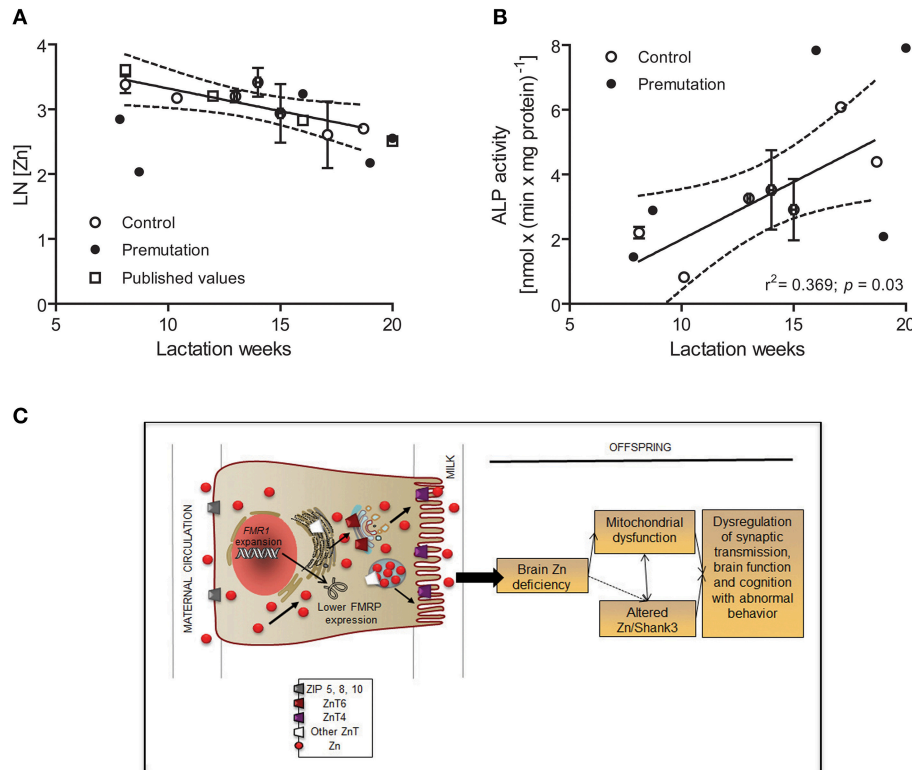 A
LN [Zn]
4
3
2
1
0
5
10
15
20
Lactation weeks
Control
Premutation
Published values
B
ALP activity
[nmol x (min x mg protein)⁻¹]
8
6
4
2
0
5
10
15
20
Lactation weeks
Control
Premutation
r²= 0.369; p = 0.03
C
MATERNAL CIRCULATION
FMR1
expansion
Lower FMRP
expression
MILK
OFFSPRING
Brain Zn
deficiency
Mitochondrial
dysfunction
Altered
Zn/Shank3
Dysregulation
of synaptic
transmission,
brain function
and cognition
with abnormal
behavior
ZIP 5, 8, 10
ZnT6
ZnT4
Other ZnT
Zn